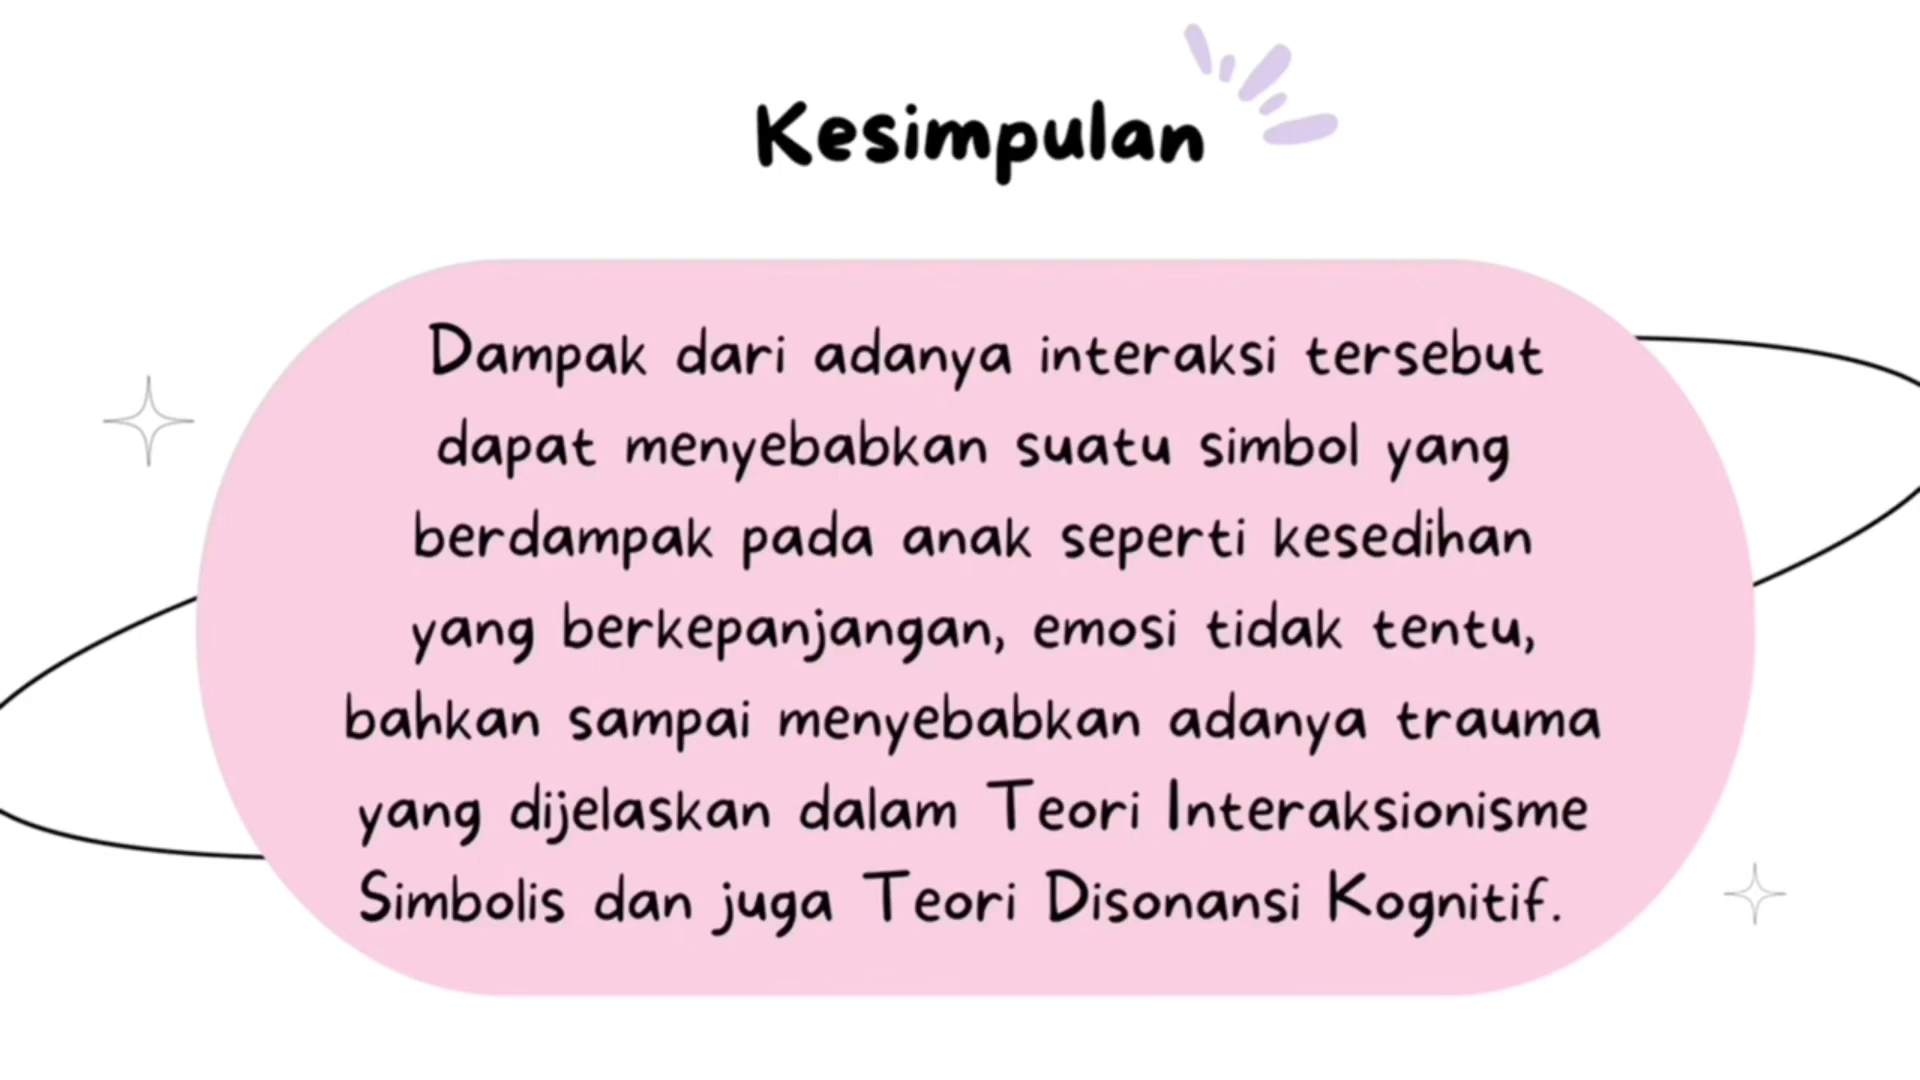 Kesimpulan
Dampak dari adanya interaksi tersebut
dapat menyebabkan suatu simbol yang
berdampak pada anak seperti kesedihan
yang berkepanjangan, emosi tidak tentu,
bahkan sampai menyebabkan adanya trauma
yang dijelaskan dalam Teori Interaksionisme
Simbolis dan juga Teori Disonansi Kognitif.